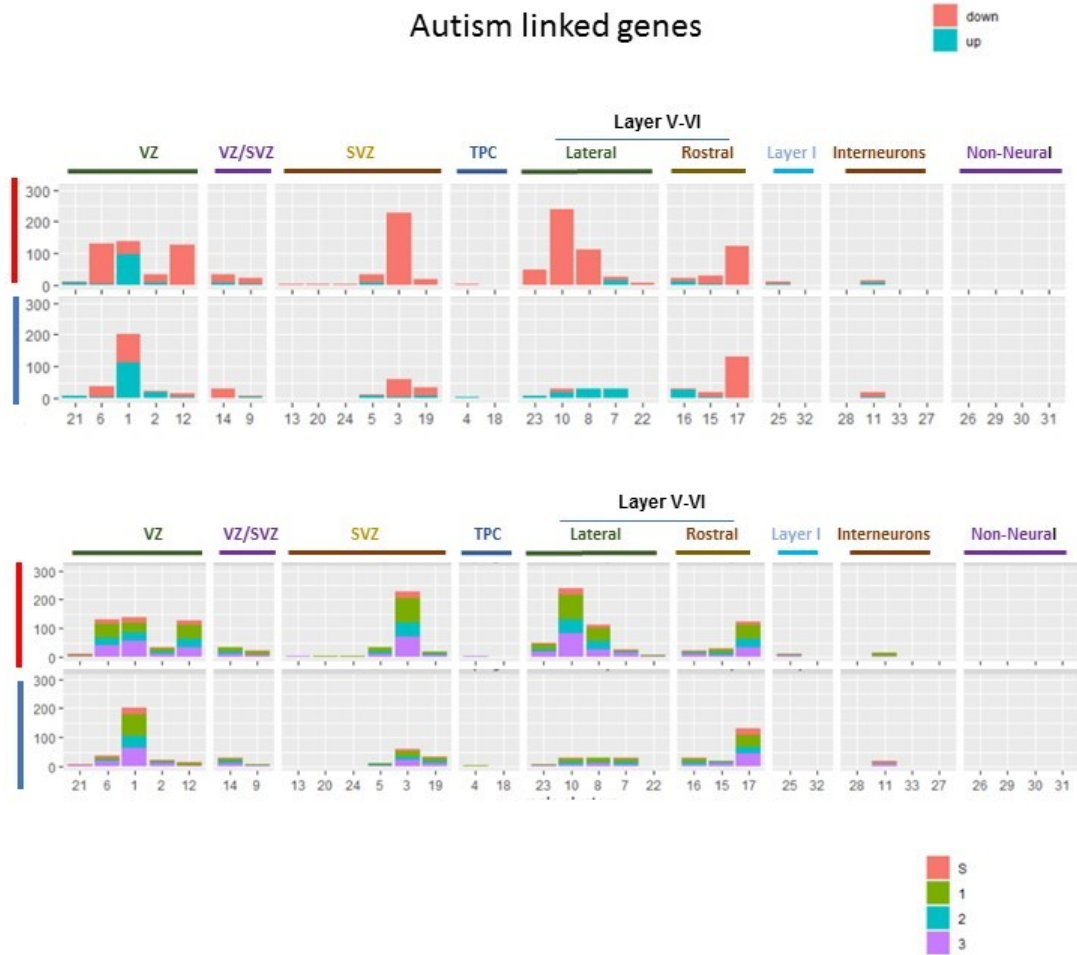 Autism linked genes
down
up
Layer V-VI
VZ VZ/SVZ SVZ TPC Lateral Rostral Layer I Interneurons Non-Neural
300
200
100
0
300
200
100
0
21 6 1 2 12 14 9 13 20 24 5 3 19 4 18 23 10 8 7 22 16 15 17 25 32 28 11 33 27 26 29 30 31
Layer V-VI
VZ VZ/SVZ SVZ TPC Lateral Rostral Layer I Interneurons Non-Neural
300
200
100
0
300
200
100
0
21 6 1 2 12 14 9 13 20 24 5 3 19 4 18 23 10 8 7 22 16 15 17 25 32 28 11 33 27 26 29 30 31
S
1
2
3